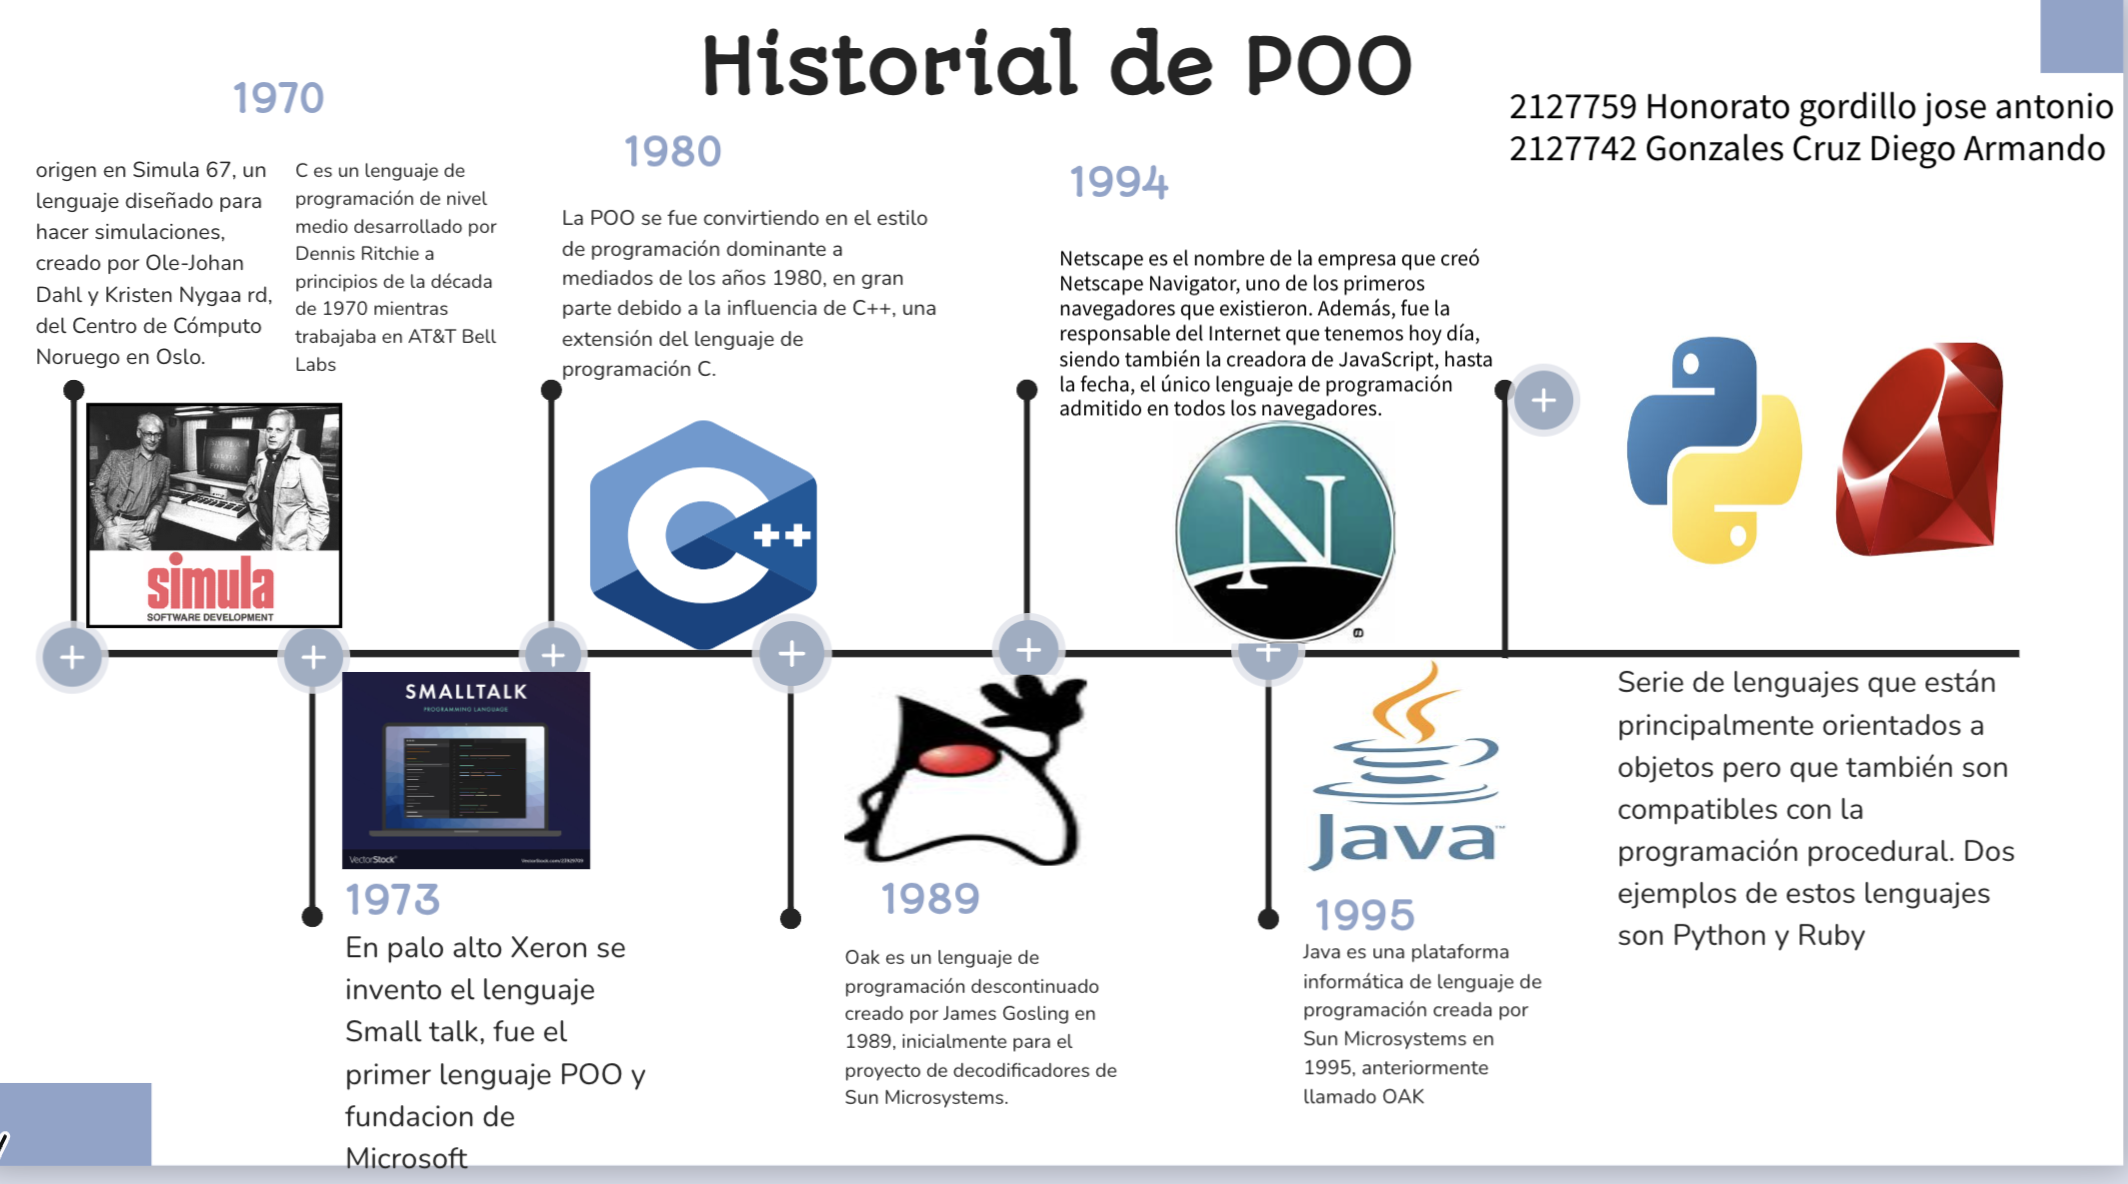 Historial de POO
2127759 Honorato gordillo jose antonio
2127742 Gonzales Cruz Diego Armando
1970
origen en Simula 67, un
lenguaje diseñado para
hacer simulaciones,
creado por Ole-Johan
Dahl y Kristen Nygaa rd,
del Centro de Cómputo
Noruego en Oslo.
C es un lenguaje de
programación de nivel
medio desarrollado por
Dennis Ritchie a
principios de la década
de 1970 mientras
trabajaba en AT&T Bell
Labs
simula
SOFTWARE DEVELOPMENT
SMALLTALK
PROGRAMMING LANGUAGE
VectorStock®
1973
En palo alto Xeron se
invento el lenguaje
Small talk, fue el
primer lenguaje POO y
fundacion de
Microsoft
1980
La POO se fue convirtiendo en el estilo
de programación dominante a
mediados de los años 1980, en gran
parte debido a la influencia de C++, una
extensión del lenguaje de
programación C.
C++
1989
Oak es un lenguaje de
programación descontinuado
creado por James Gosling en
1989, inicialmente para el
proyecto de decodificadores de
Sun Microsystems.
1994
Netscape es el nombre de la empresa que creó
Netscape Navigator, uno de los primeros
navegadores que existieron. Además, fue la
responsable del Internet que tenemos hoy día,
siendo también la creadora de JavaScript, hasta
la fecha, el único lenguaje de programación
admitido en todos los navegadores.
N
Java™
1995
Java es una plataforma
informática de lenguaje de
programación creada por
Sun Microsystems en
1995, anteriormente
llamado OAK
Serie de lenguajes que están
principalmente orientados a
objetos pero que también son
compatibles con la
programación procedural. Dos
ejemplos de estos lenguajes
son Python y Ruby